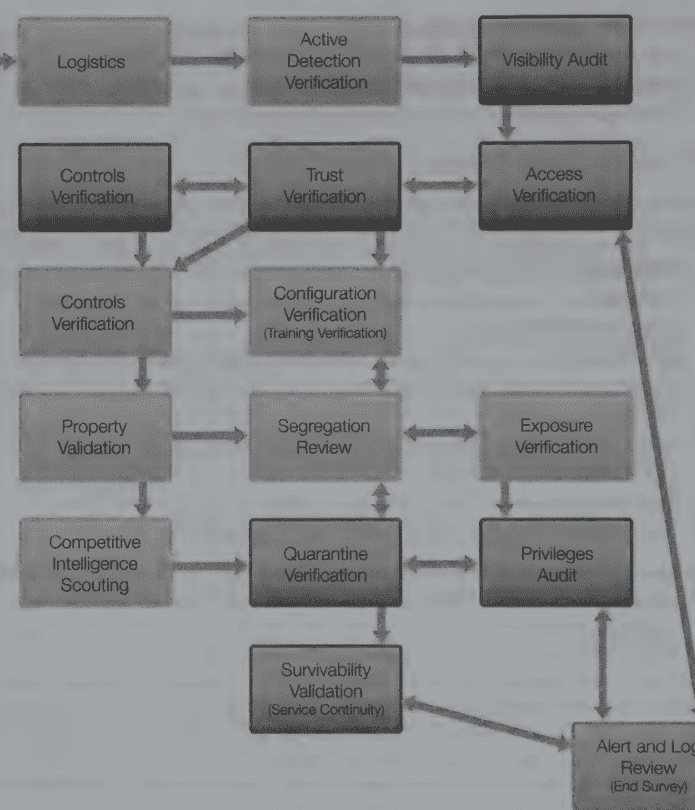 Logistics
Active
Detection
Verification
Visibility Audit
Controls
Verification
Trust
Verification
Access
Verification
Controls
Verification
Configuration
Verification
(Training Verification)
Property
Validation
Segregation
Review
Exposure
Verification
Competitive
Intelligence
Scouting
Quarantine
Verification
Privileges
Audit
Survivability
Validation
(Service Continuity)
Alert and Log
Review
(End Survey)